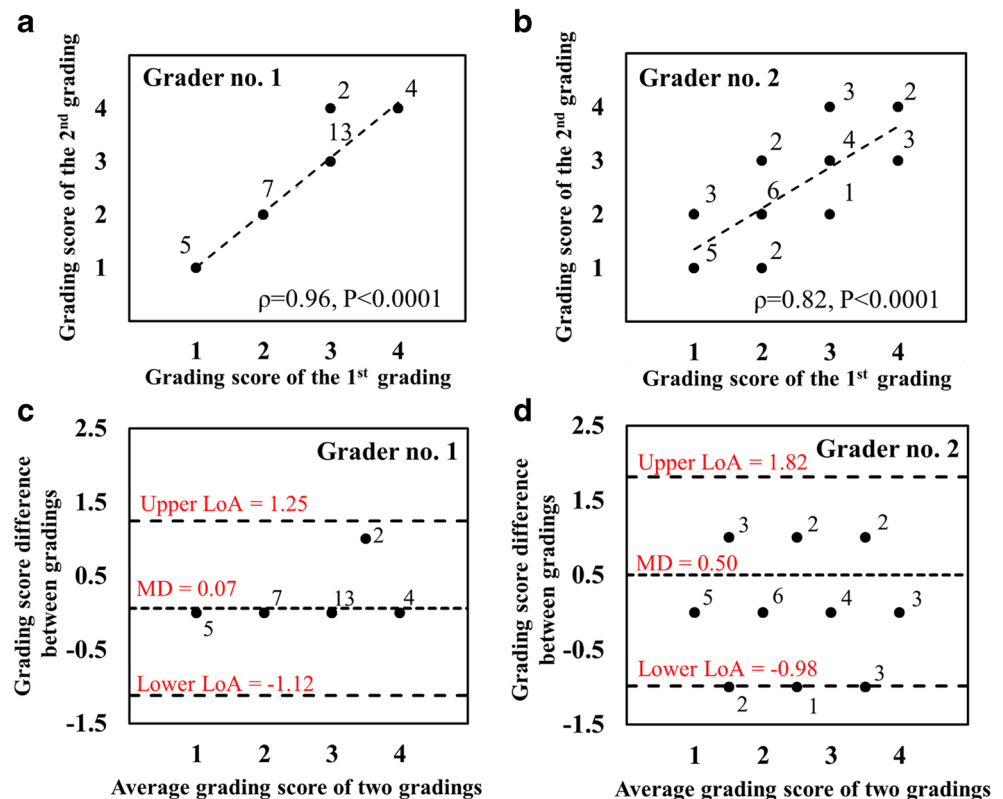 a
Grader no. 1
Grading score of the 2nd grading
4
3
2
1
2
4
13
7
5
ρ=0.96, P<0.0001
1 2 3 4
Grading score of the 1st grading
b
Grader no. 2
Grading score of the 2nd grading
4
3
2
1
3
2
2
4
3
3
6
1
5
2
ρ=0.82, P<0.0001
1 2 3 4
Grading score of the 1st grading
c
Grader no. 1
Grading score difference
between gradings
2.5
1.5
0.5
-0.5
-1.5
Upper LoA = 1.25
2
MD = 0.07
5
7
13
4
Lower LoA = -1.12
1 2 3 4
Average grading score of two gradings
d
Grader no. 2
Grading score difference
between gradings
2.5
1.5
0.5
-0.5
-1.5
Upper LoA = 1.82
3
2
2
MD = 0.50
5
6
4
3
Lower LoA = -0.98
2
1
3
1 2 3 4
Average grading score of two gradings